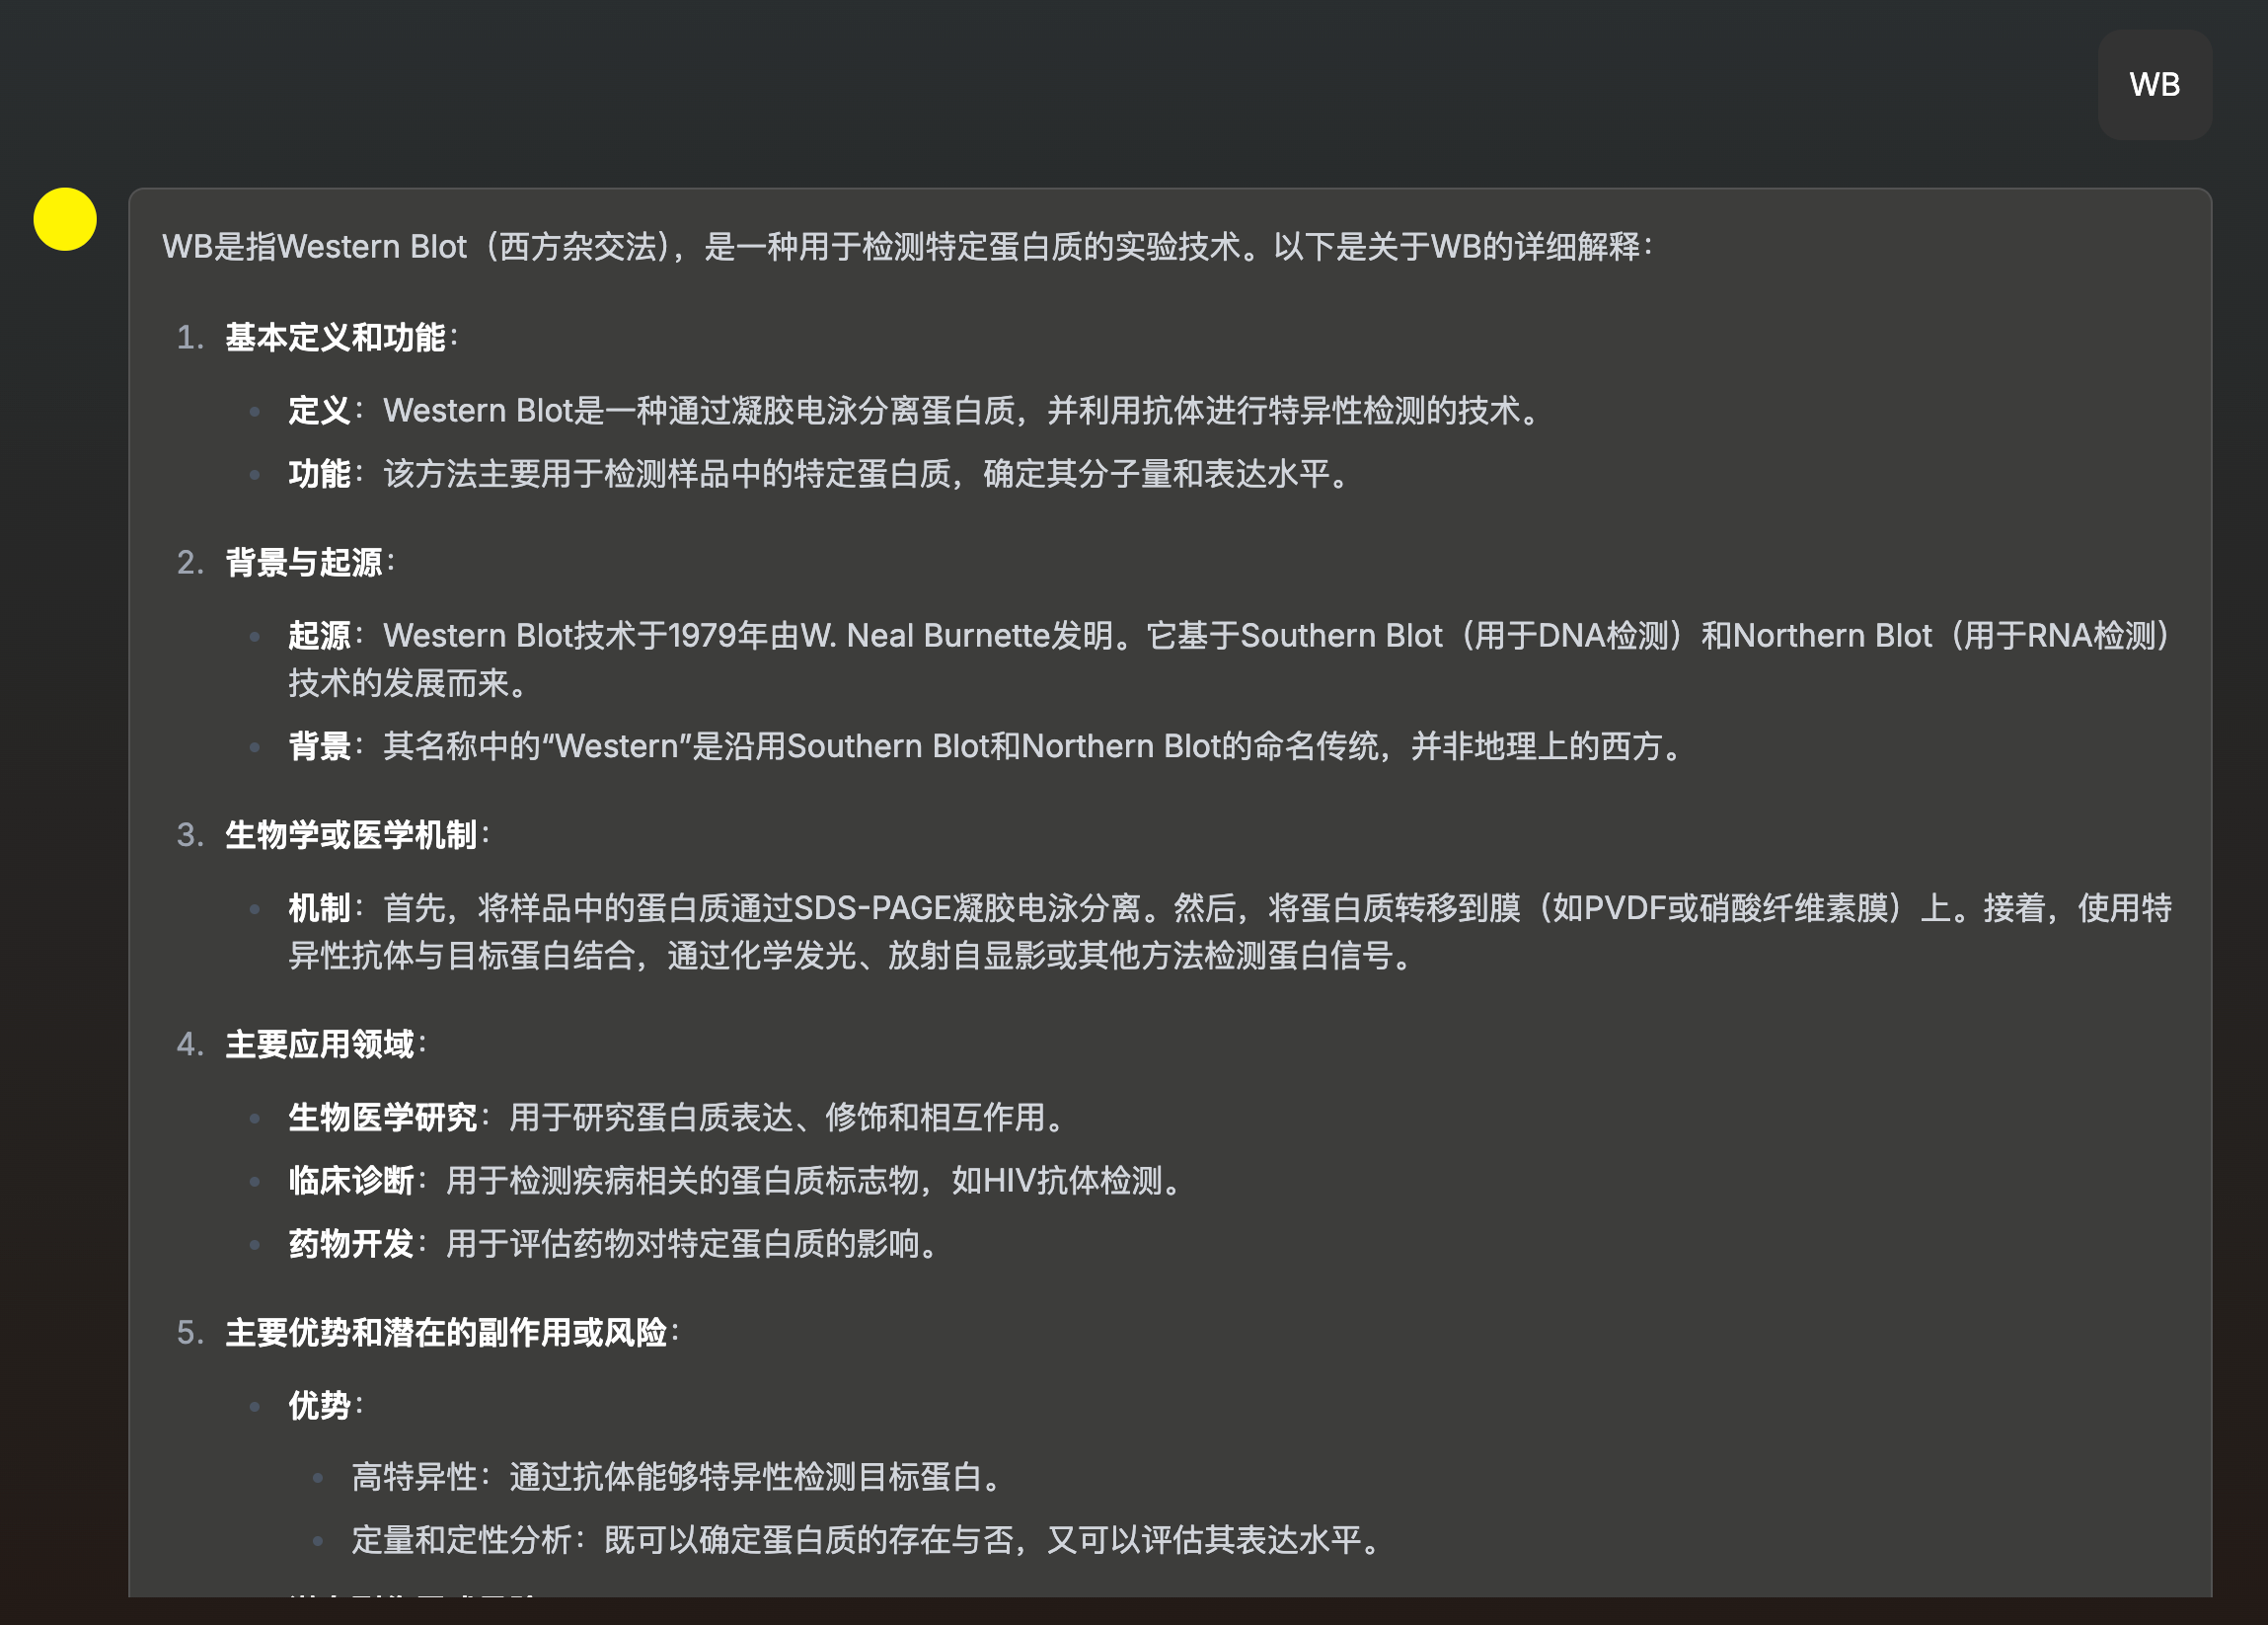 WB
WB是指Western Blot（西方杂交法），是一种用于检测特定蛋白质的实验技术。以下是关于WB的详细解释：
1. 基本定义和功能：
• 定义：Western Blot是一种通过凝胶电泳分离蛋白质，并利用抗体进行特异性检测的技术。
• 功能：该方法主要用于检测样品中的特定蛋白质，确定其分子量和表达水平。
2. 背景与起源：
• 起源：Western Blot技术于1979年由W. Neal Burnette发明。它基于Southern Blot（用于DNA检测）和Northern Blot（用于RNA检测）
技术的发展而来。
• 背景：其名称中的“Western”是沿用Southern Blot和Northern Blot的命名传统，并非地理上的西方。
3. 生物学或医学机制：
• 机制：首先，将样品中的蛋白质通过SDS-PAGE凝胶电泳分离。然后，将蛋白质转移到膜（如PVDF或硝酸纤维素膜）上。接着，使用特
异性抗体与目标蛋白结合，通过化学发光、放射自显影或其他方法检测蛋白信号。
4. 主要应用领域：
• 生物医学研究：用于研究蛋白质表达、修饰和相互作用。
• 临床诊断：用于检测疾病相关的蛋白质标志物，如HIV抗体检测。
• 药物开发：用于评估药物对特定蛋白质的影响。
5. 主要优势和潜在的副作用或风险：
• 优势：
• 高特异性：通过抗体能够特异性检测目标蛋白。
• 定量和定性分析：既可以确定蛋白质的存在与否，又可以评估其表达水平。